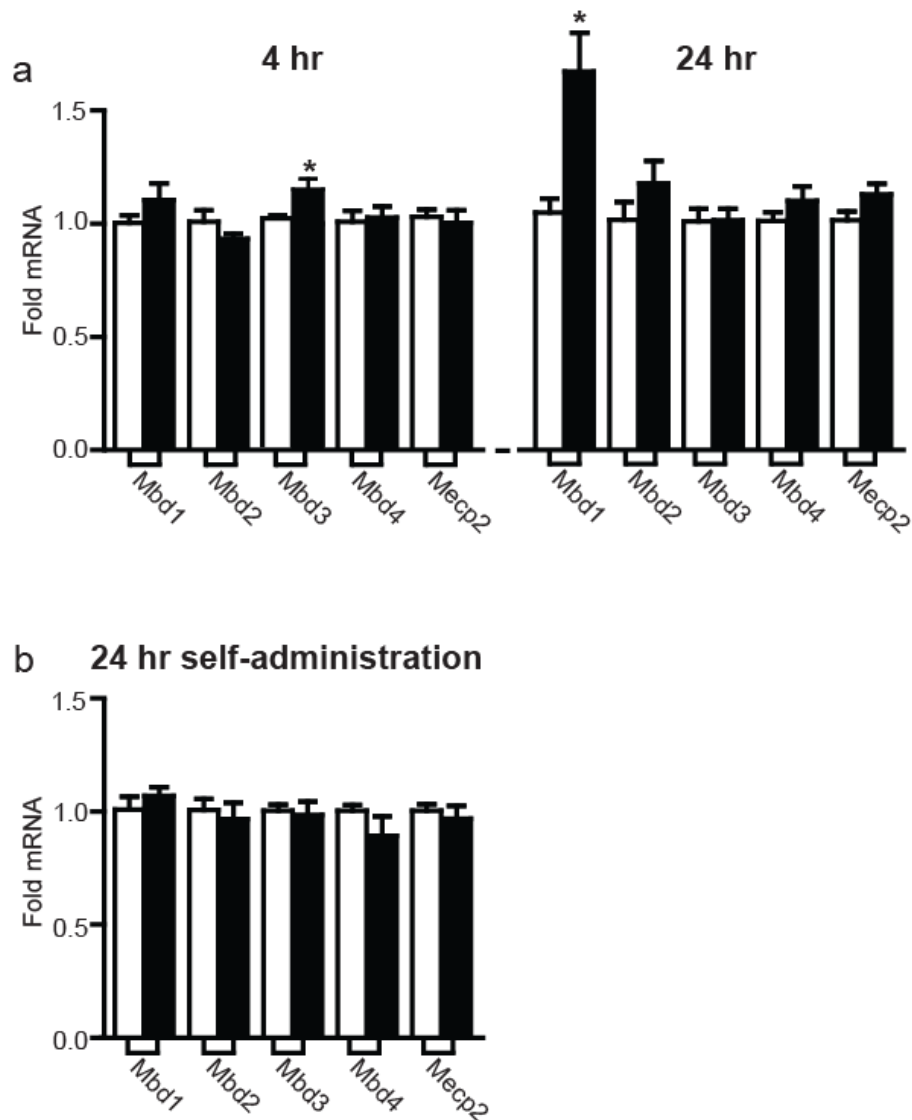 a
4 hr
24 hr
*
*
Fold mRNA
1.5
1.0
0.5
0.0
Mbd1
Mbd2
Mbd3
Mbd4
Mecp2
Mbd1
Mbd2
Mbd3
Mbd4
Mecp2
b
24 hr self-administration
Fold mRNA
1.5
1.0
0.5
0.0
Mbd1
Mbd2
Mbd3
Mbd4
Mecp2